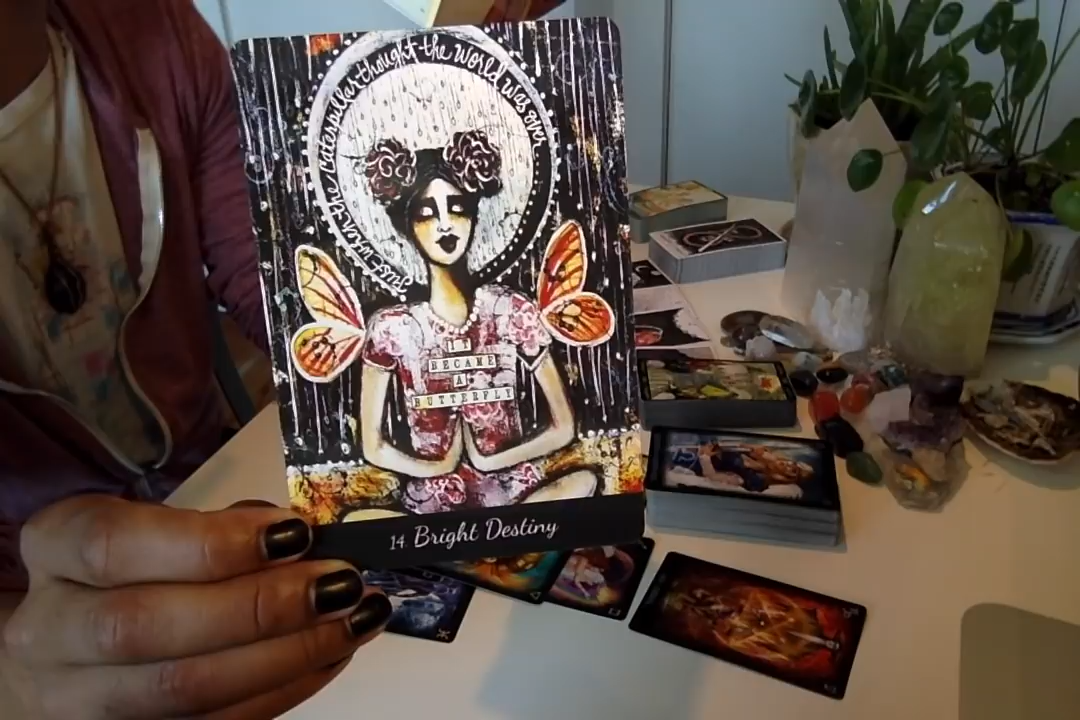 Just when the Caterpillar thought the World was over
IT
BECAME
A
BUTTERFLY
14. Bright Destiny